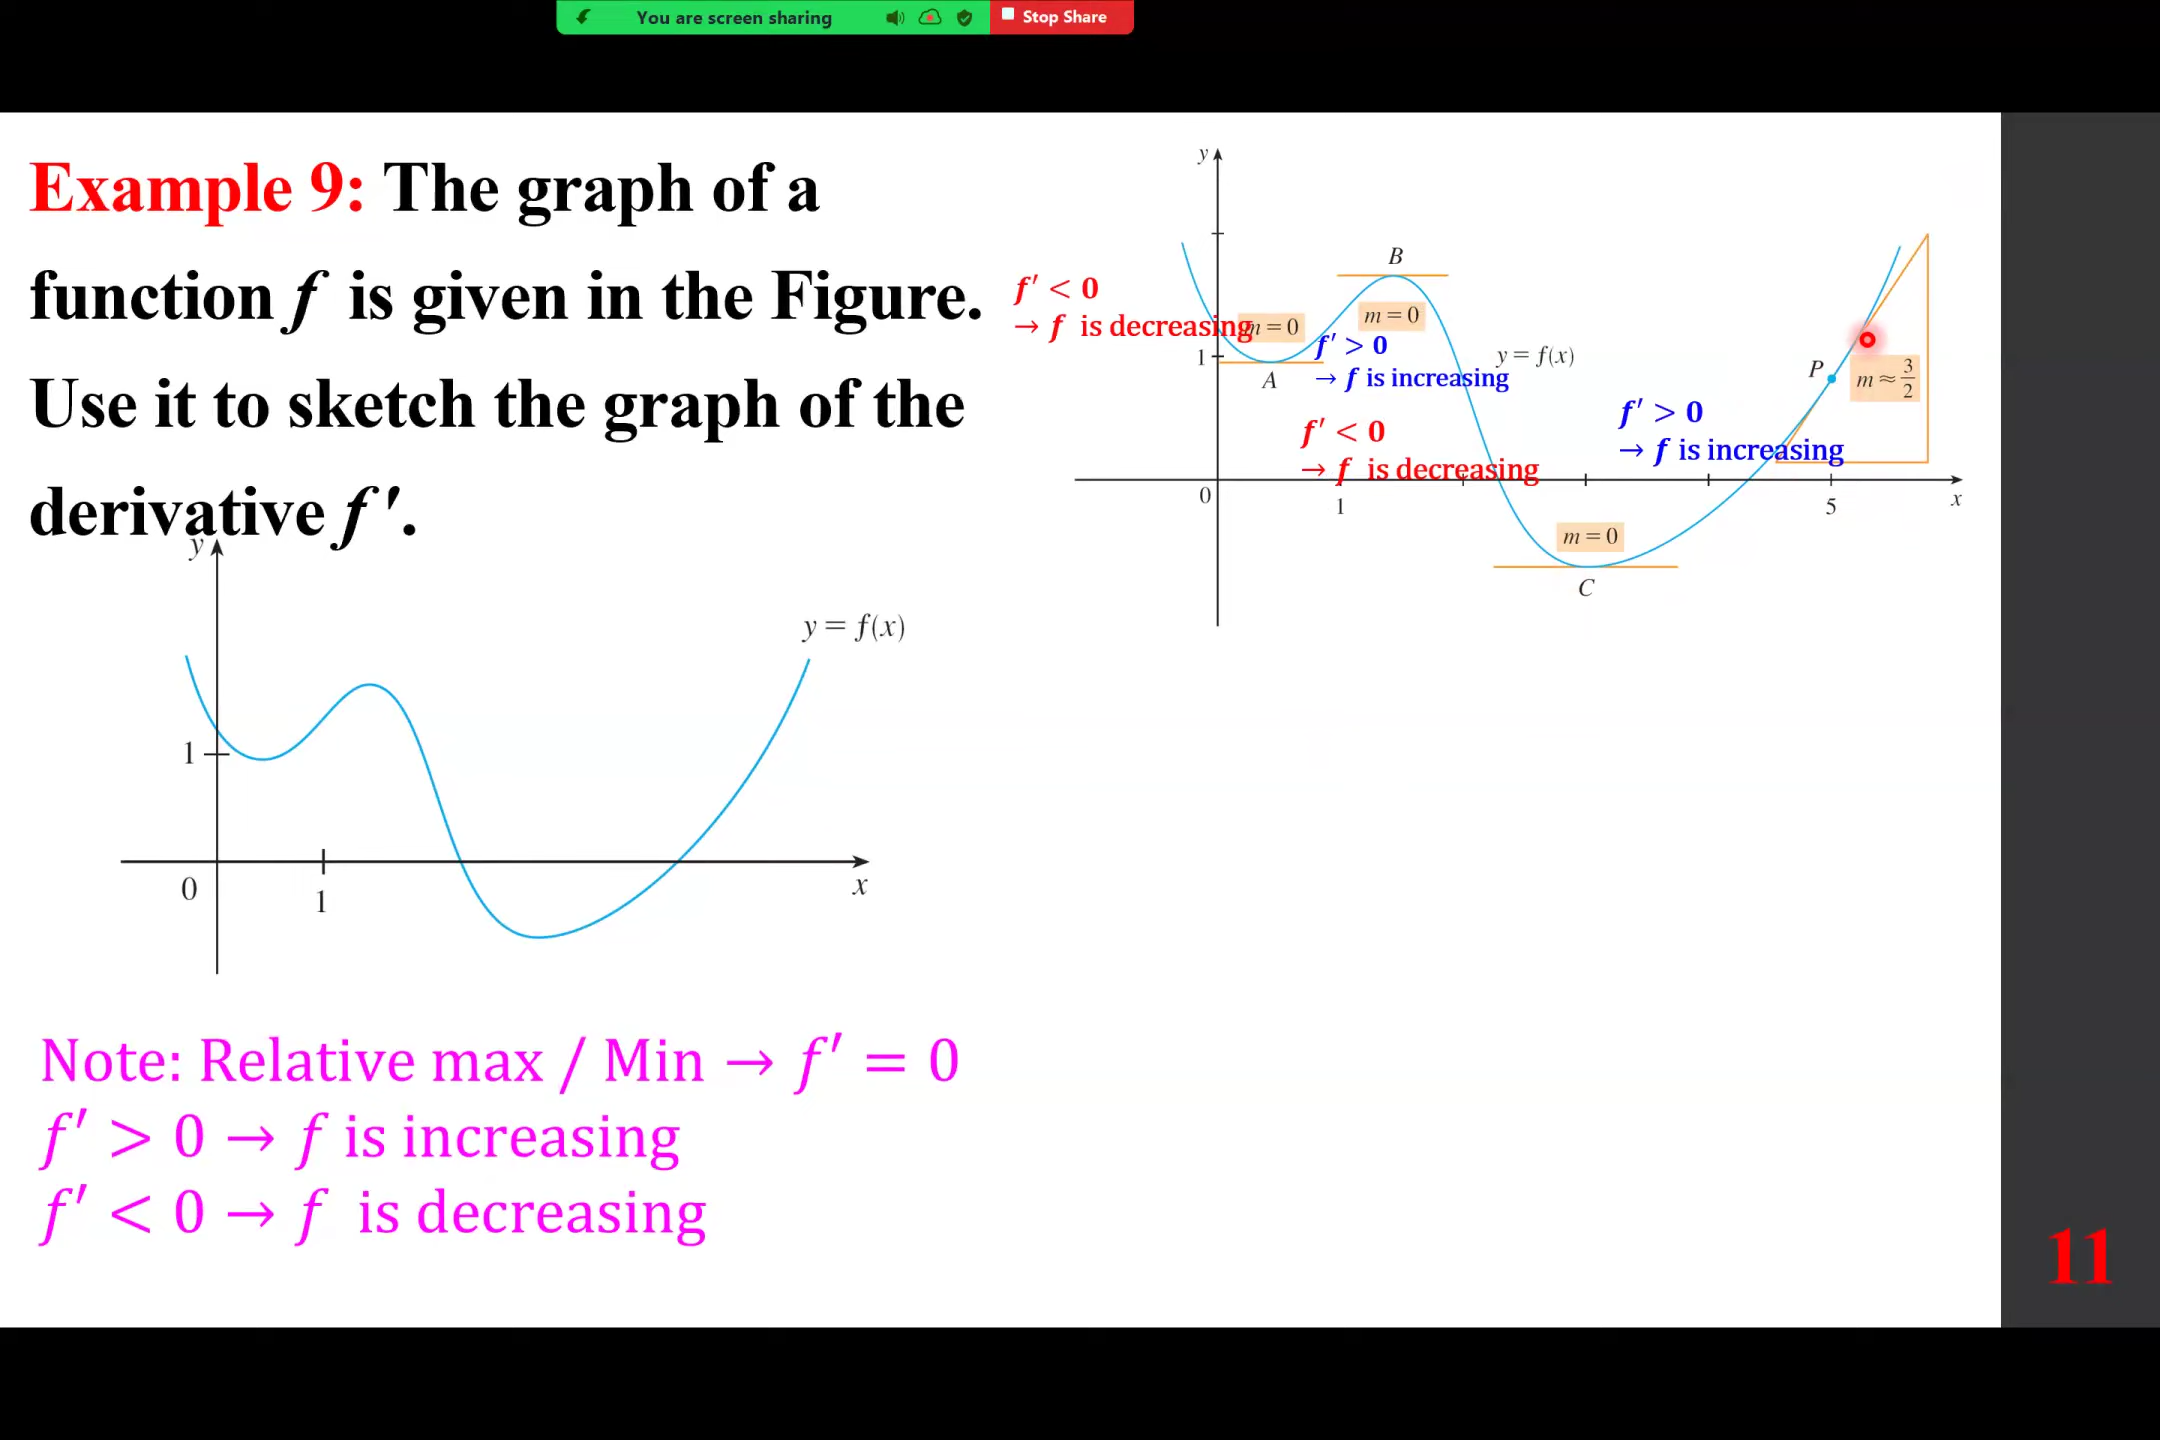 You are screen sharing
Stop Share
Example 9: The graph of a
function f is given in the Figure.
Use it to sketch the graph of the
derivative f′.
y
y = f(x)
1
0
1
x
Note: Relative max / Min → f′ = 0
f′ > 0 → f is increasing
f′ < 0 → f is decreasing
y
B
f′ < 0
→ f is decreasing
m = 0
m = 0
f′ > 0
→ f is increasing
y = f(x)
1
A
P
m ≈ 3/2
f′ < 0
→ f is decreasing
f′ > 0
→ f is increasing
0
1
5
x
m = 0
C
11